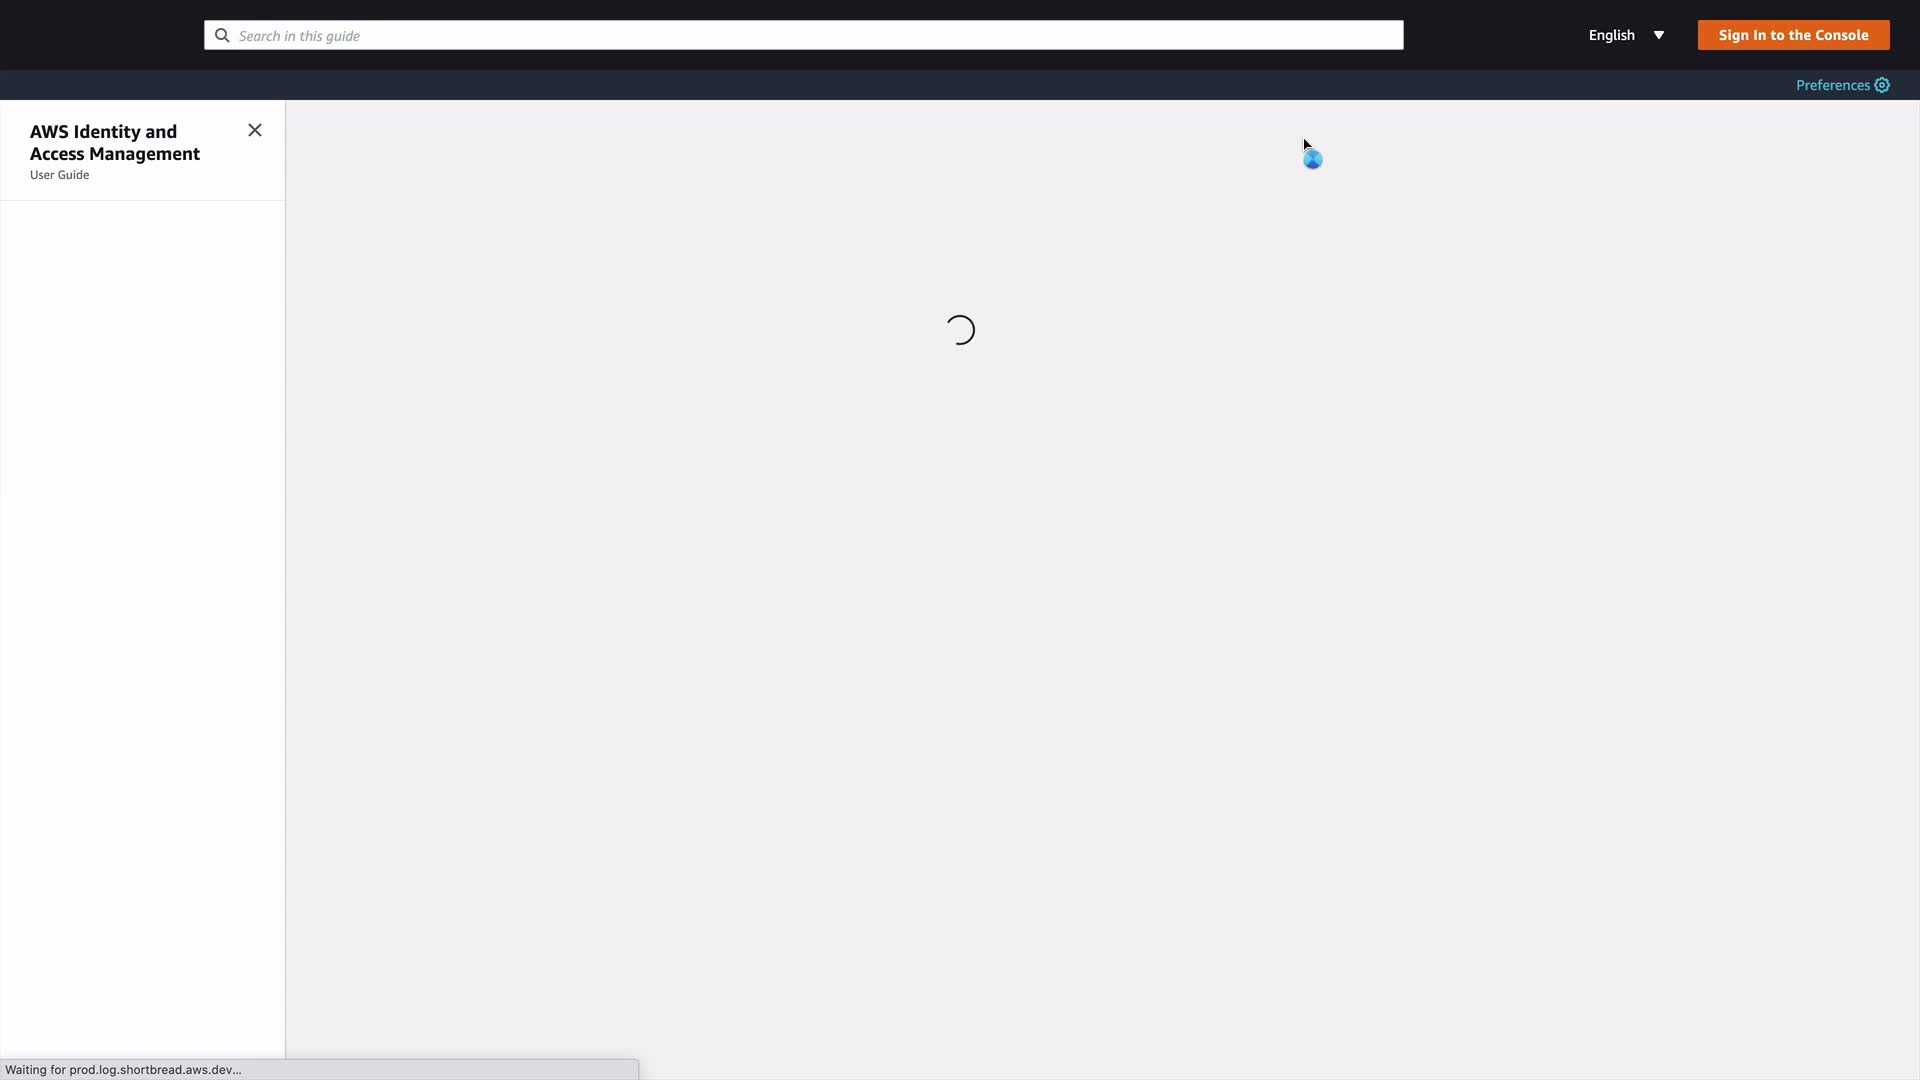 Search in this guide
English
Sign In to the Console
Preferences
AWS Identity and
Access Management
User Guide
Waiting for prod.log.shortbread.aws.dev...